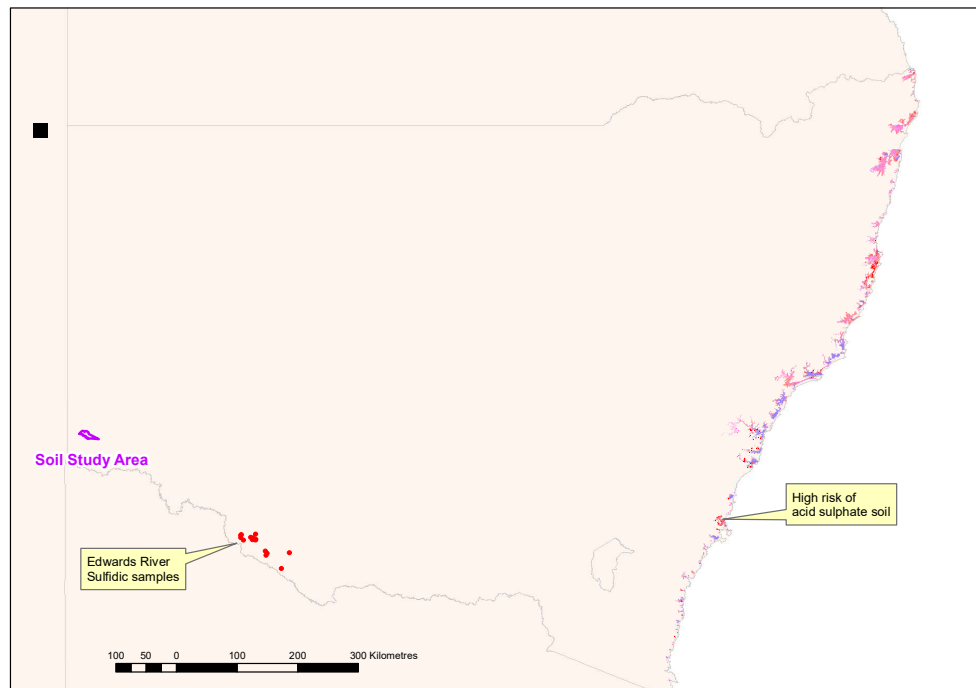 Soil Study Area
High risk of
acid sulphate soil
Edwards River
Sulfidic samples
100 50 0 100 200 300 Kilometres